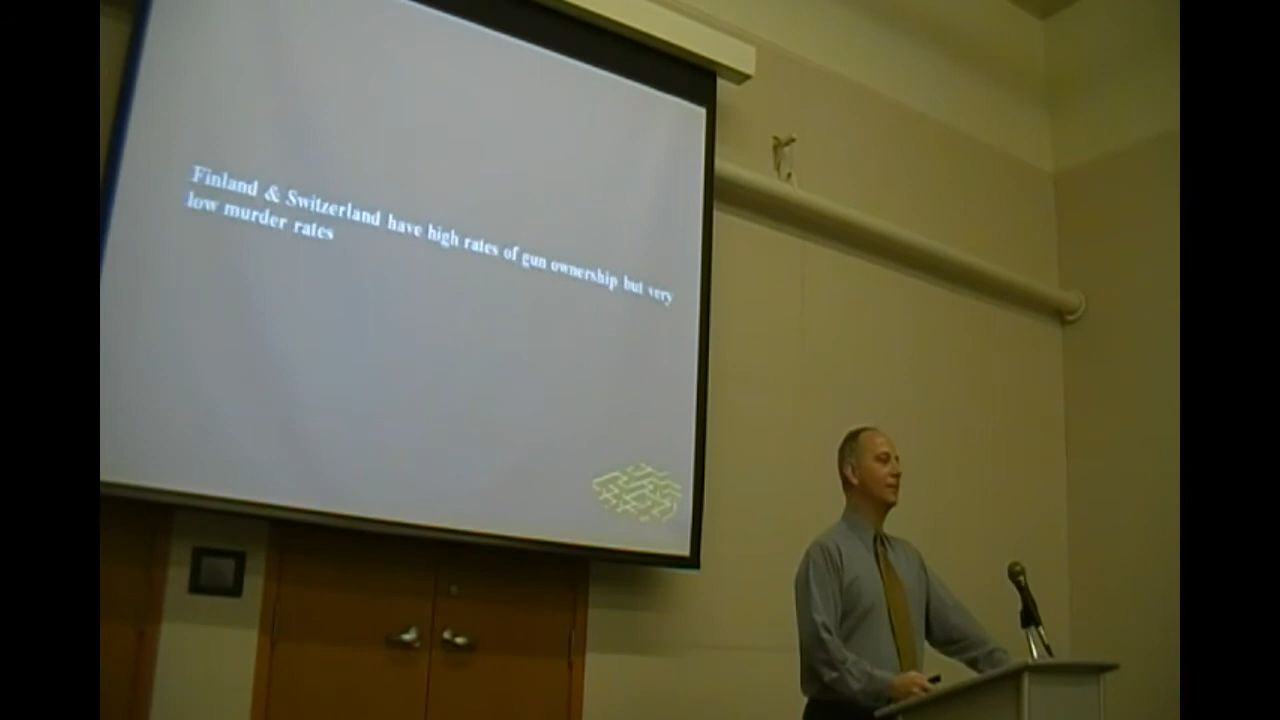 Finland & Switzerland have high rates of gun ownership but very
low murder rates